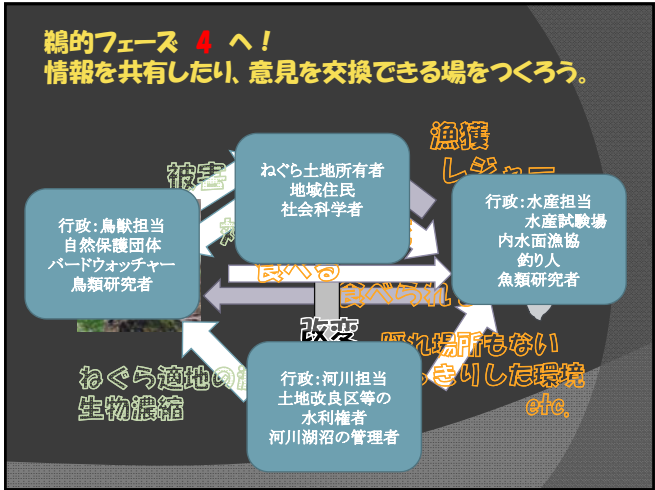 鵜的フェーズ 4 へ!
情報を共有したり、意見を交換できる場をつくろう。
漁獲
レジャー
被害
ねぐら土地所有者
地域住民
社会科学者
行政:鳥獣担当
自然保護団体
バードウォッチャー
鳥類研究者
行政:水産担当
水産試験場
内水面漁協
釣り人
魚類研究者
食べる
食べられ
改変
隠れ場所もない
きりした環境
etc.
ねぐら適地の
生物濃縮
行政:河川担当
土地改良区等の
水利権者
河川湖沼の管理者